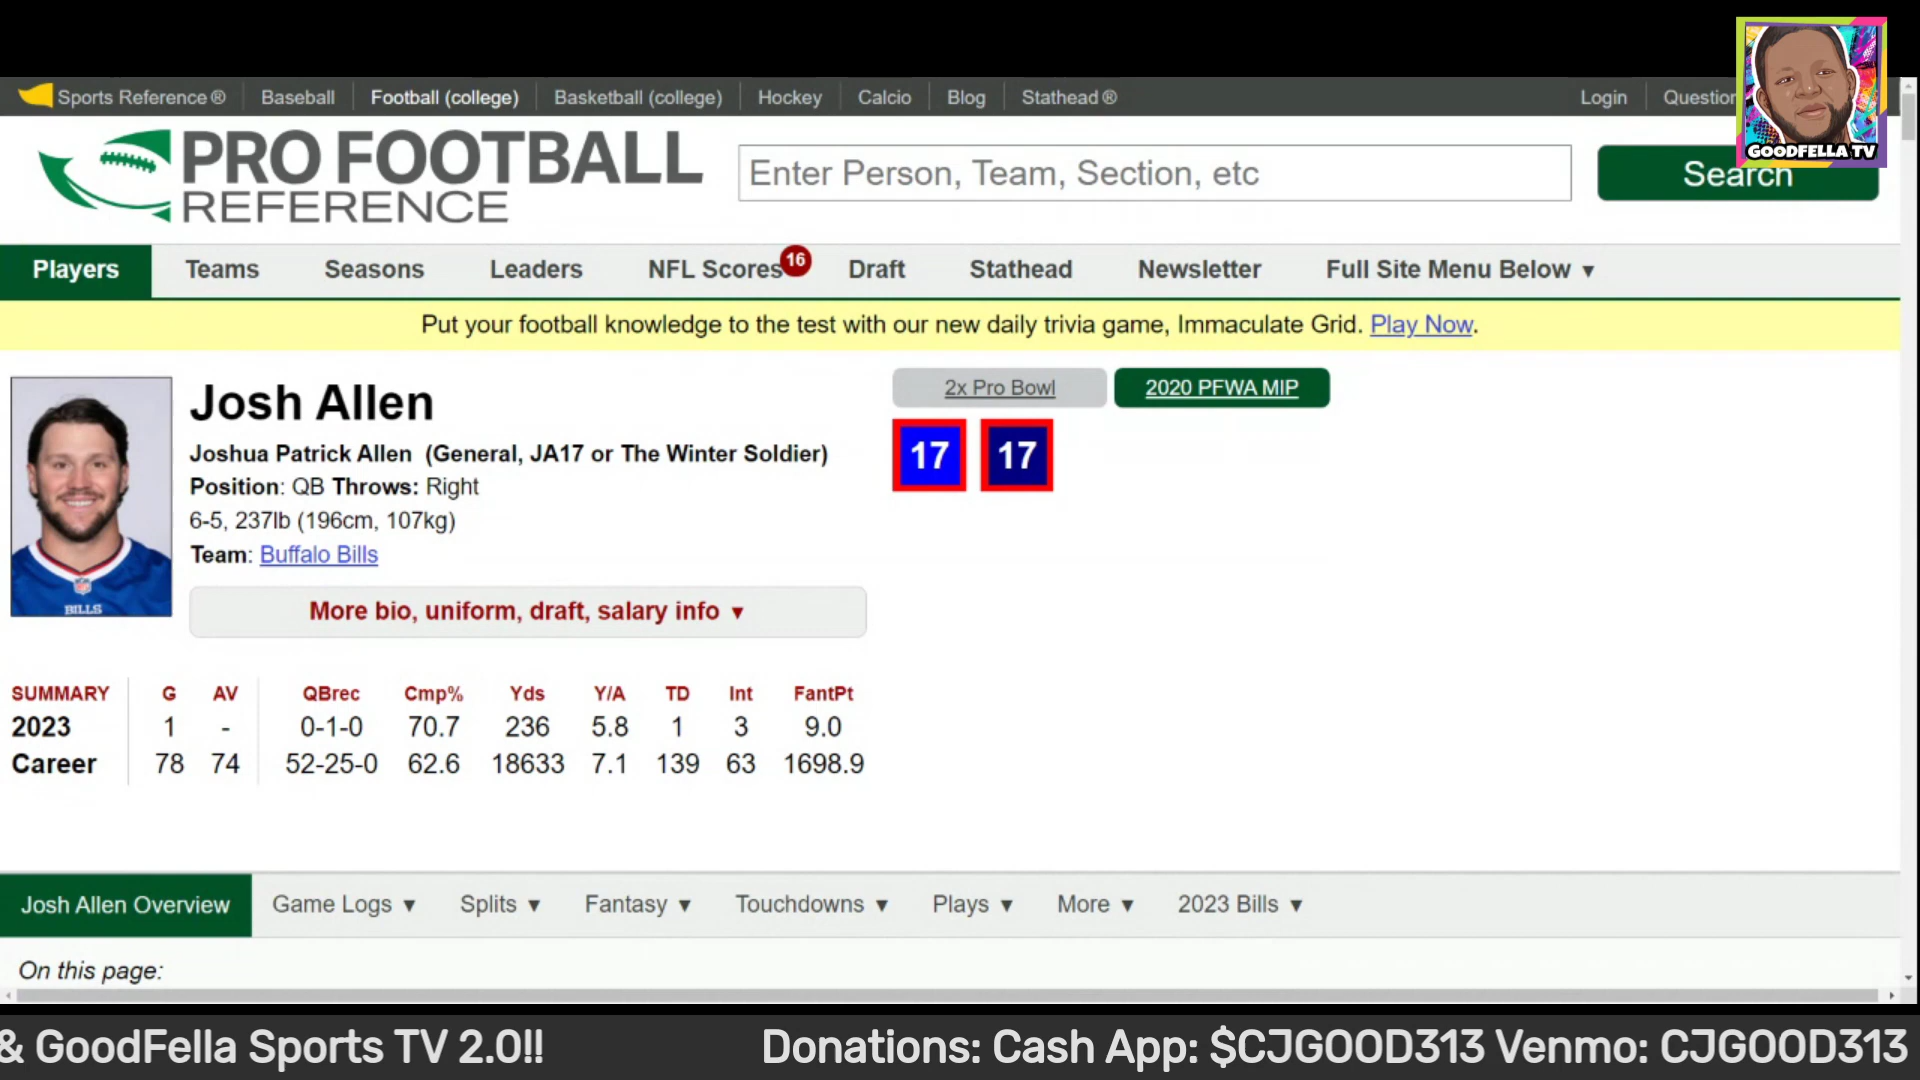 GOODFELLA TV
Sports Reference ® Baseball Football (college) Basketball (college) Hockey Calcio Blog Stathead ® Login
PRO FOOTBALL
REFERENCE
Enter Person, Team, Section, etc
Search
Players Teams Seasons Leaders NFL Scores 16 Draft Stathead Newsletter Full Site Menu Below ▼
Put your football knowledge to the test with our new daily trivia game, Immaculate Grid. Play Now.
Josh Allen
Joshua Patrick Allen (General, JA17 or The Winter Soldier)
Position: QB Throws: Right
6-5, 237lb (196cm, 107kg)
Team: Buffalo Bills
BILLS
More bio, uniform, draft, salary info ▼
2x Pro Bowl 2020 PFWA MIP
17 17
SUMMARY G AV QBrec Cmp% Yds Y/A TD Int FantPt
2023 1 - 0-1-0 70.7 236 5.8 1 3 9.0
Career 78 74 52-25-0 62.6 18633 7.1 139 63 1698.9
Josh Allen Overview Game Logs ▼ Splits ▼ Fantasy ▼ Touchdowns ▼ Plays ▼ More ▼ 2023 Bills ▼
On this page:
& GoodFella Sports TV 2.0!! Donations: Cash App: $CJGOOD313 Venmo: CJGOOD313